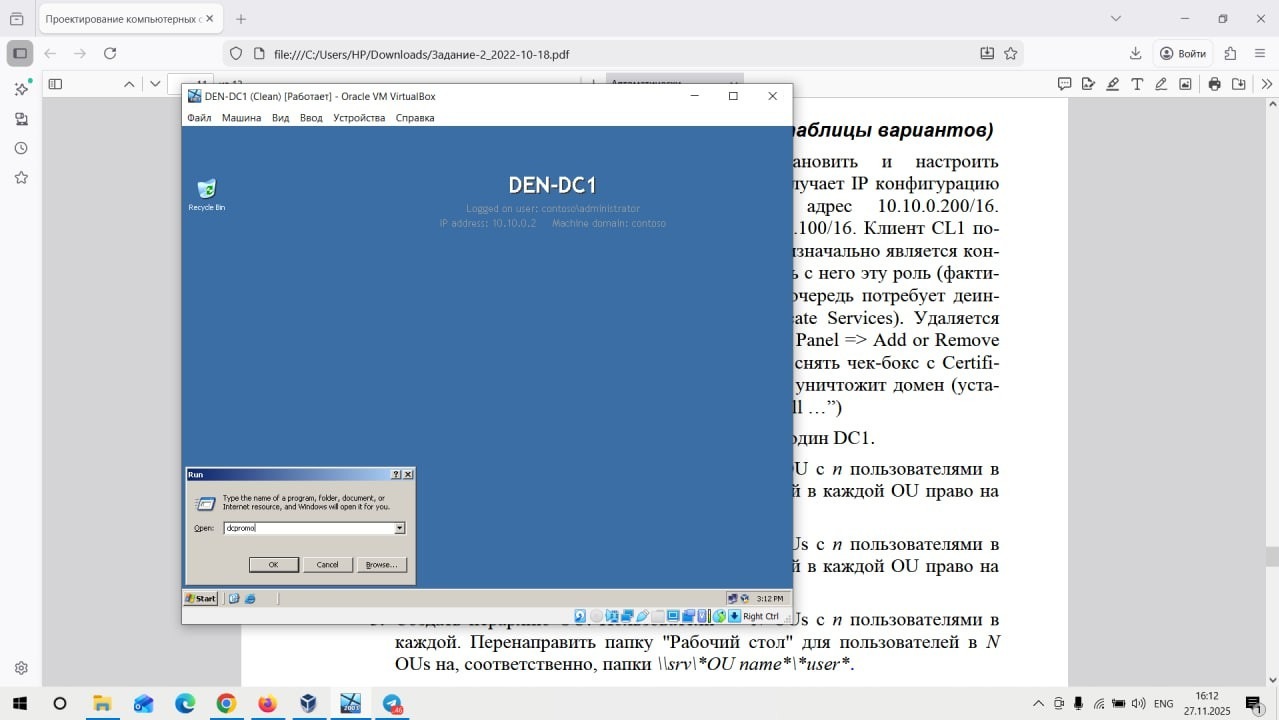 Проектирование компьютерных с
file:///C:/Users/HP/Downloads/Задание-2_2022-10-18.pdf
Войти
DEN-DC1 (Clean) [Работает] - Oracle VM VirtualBox
Файл Машина Вид Ввод Устройства Справка
Recycle Bin
DEN-DC1
Logged on user: contoso\administrator
IP address: 10.10.0.2 Machine domain: contoso
Run
Type the name of a program, folder, document, or
Internet resource, and Windows will open it for you.
Open: dcpromo
OK Cancel Browse...
Start
3:12 PM
Right Ctrl
аблицы вариантов)
ановить и настроить
лучает IP конфигурацию
адрес 10.10.0.200/16.
.100/16. Клиент CL1 по-
значально является кон-
ь с него эту роль (факти-
очередь потребует деин-
ate Services). Удаляется
Panel => Add or Remove
снять чек-бокс с Certifi-
уничтожит домен (уста-
ll …”)
один DC1.
OU с n пользователями в
й в каждой OU право на
Us с n пользователями в
й в каждой OU право на
Us с n пользователями в
каждой. Перенаправить папку "Рабочий стол" для пользователей в N
OUs на, соответственно, папки \\srv\*OU name*\*user*.
ENG
16:12
27.11.2025